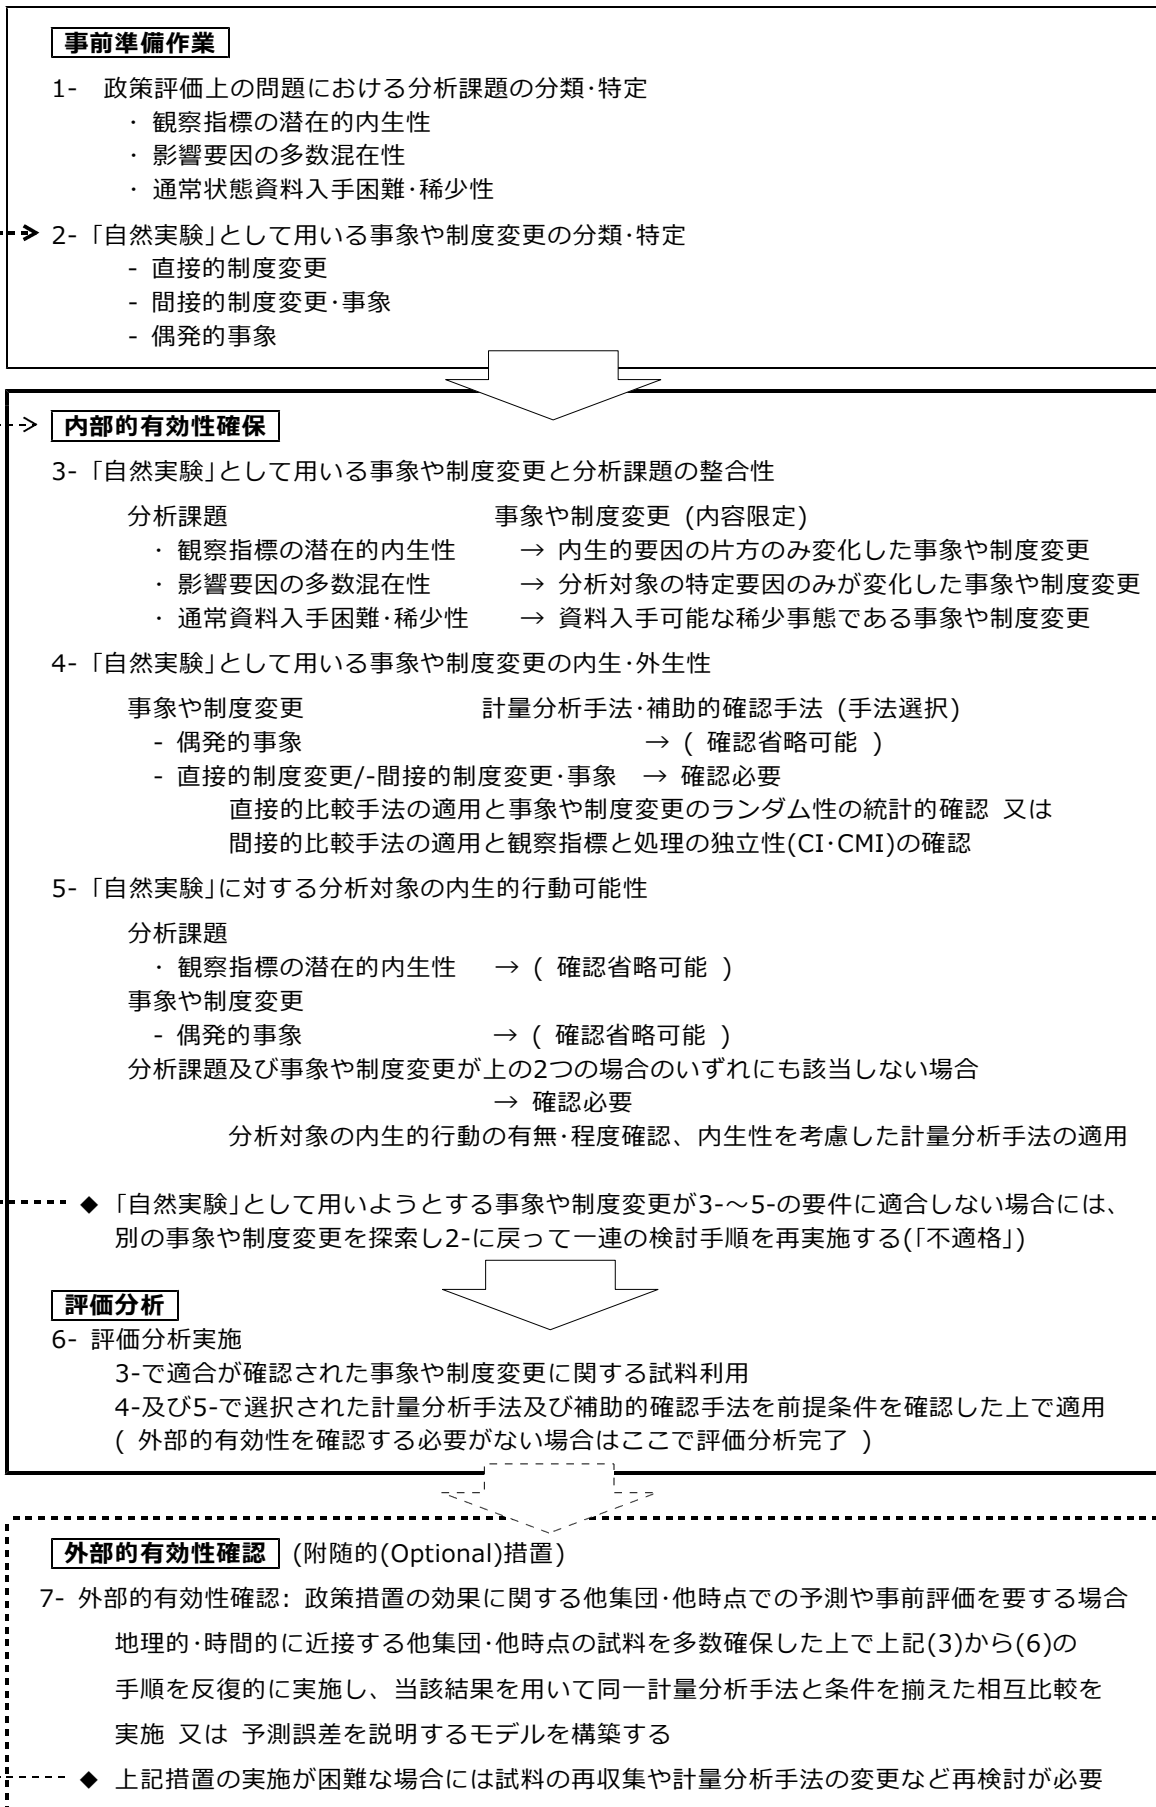 事前準備作業
1- 政策評価上の問題における分析課題の分類･特定
・ 観察指標の潜在的内生性
・ 影響要因の多数混在性
・ 通常状態資料入手困難･稀少性
2-「自然実験」として用いる事象や制度変更の分類･特定
- 直接的制度変更
- 間接的制度変更･事象
- 偶発的事象
内部的有効性確保
3-「自然実験」として用いる事象や制度変更と分析課題の整合性
分析課題 事象や制度変更 (内容限定)
・ 観察指標の潜在的内生性 → 内生的要因の片方のみ変化した事象や制度変更
・ 影響要因の多数混在性 → 分析対象の特定要因のみが変化した事象や制度変更
・ 通常資料入手困難･稀少性 → 資料入手可能な稀少事態である事象や制度変更
4-「自然実験」として用いる事象や制度変更の内生･外生性
事象や制度変更 計量分析手法･補助的確認手法 (手法選択)
- 偶発的事象 → ( 確認省略可能 )
- 直接的制度変更/-間接的制度変更･事象 → 確認必要
直接的比較手法の適用と事象や制度変更のランダム性の統計的確認 又は
間接的比較手法の適用と観察指標と処理の独立性(CI･CMI)の確認
5-「自然実験」に対する分析対象の内生的行動可能性
分析課題
・ 観察指標の潜在的内生性 → ( 確認省略可能 )
事象や制度変更
- 偶発的事象 → ( 確認省略可能 )
分析課題及び事象や制度変更が上の2つの場合のいずれにも該当しない場合
→ 確認必要
分析対象の内生的行動の有無･程度確認、内生性を考慮した計量分析手法の適用
◆ 「自然実験」として用いようとする事象や制度変更が3-～5-の要件に適合しない場合には、
別の事象や制度変更を探索し2-に戻って一連の検討手順を再実施する(「不適格」)
評価分析
6- 評価分析実施
3-で適合が確認された事象や制度変更に関する試料利用
4-及び5-で選択された計量分析手法及び補助的確認手法を前提条件を確認した上で適用
( 外部的有効性を確認する必要がない場合はここで評価分析完了 )
外部的有効性確認 (附随的(Optional)措置)
7- 外部的有効性確認: 政策措置の効果に関する他集団･他時点での予測や事前評価を要する場合
地理的･時間的に近接する他集団･他時点の試料を多数確保した上で上記(3)から(6)の
手順を反復的に実施し、当該結果を用いて同一計量分析手法と条件を揃えた相互比較を
実施 又は 予測誤差を説明するモデルを構築する
◆ 上記措置の実施が困難な場合には試料の再収集や計量分析手法の変更など再検討が必要